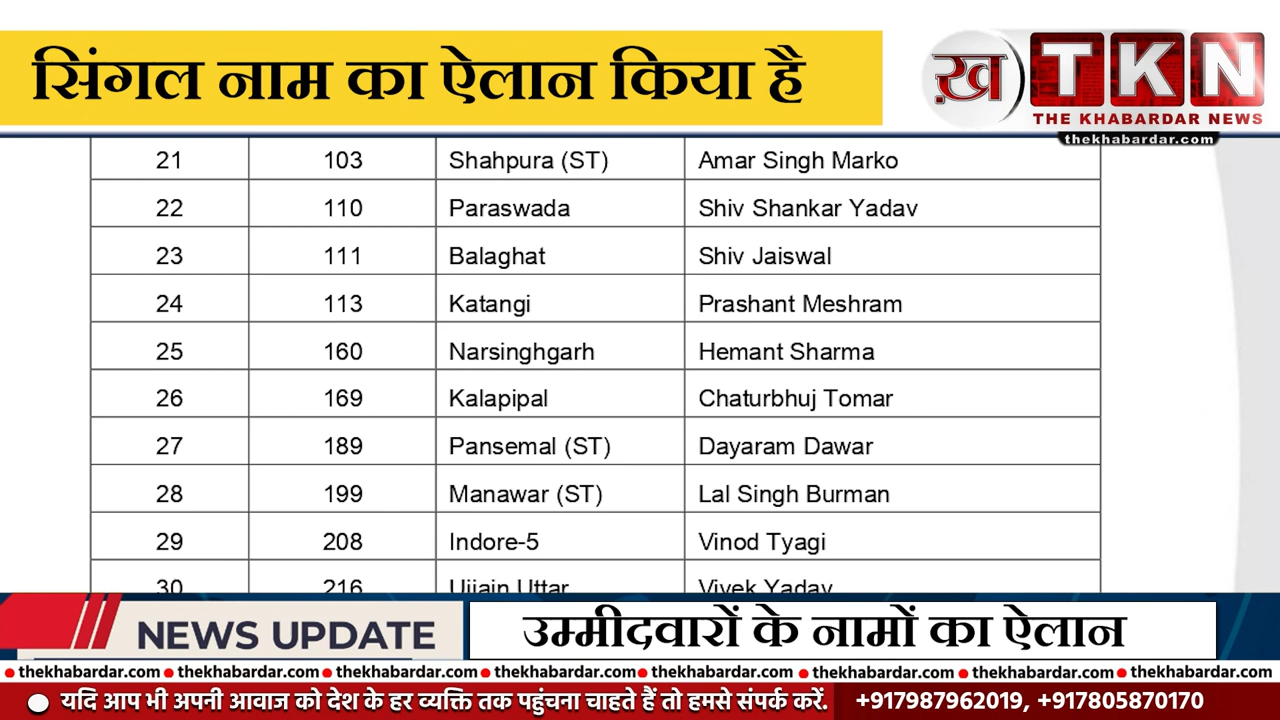 सिंगल नाम का ऐलान किया है
ख़ TKN
THE KHABARDAR NEWS
thekhabardar.com
21 103 Shahpura (ST) Amar Singh Marko
22 110 Paraswada Shiv Shankar Yadav
23 111 Balaghat Shiv Jaiswal
24 113 Katangi Prashant Meshram
25 160 Narsinghgarh Hemant Sharma
26 169 Kalapipal Chaturbhuj Tomar
27 189 Pansemal (ST) Dayaram Dawar
28 199 Manawar (ST) Lal Singh Burman
29 208 Indore-5 Vinod Tyagi
30 216 Ujjain Uttar Vivek Yadav
NEWS UPDATE
उम्मीदवारों के नामों का ऐलान
thekhabardar.com thekhabardar.com thekhabardar.com thekhabardar.com thekhabardar.com thekhabardar.com thekhabardar.com
यदि आप भी अपनी आवाज को देश के हर व्यक्ति तक पहुंचना चाहते हैं तो हमसे संपर्क करें. +917987962019, +917805870170